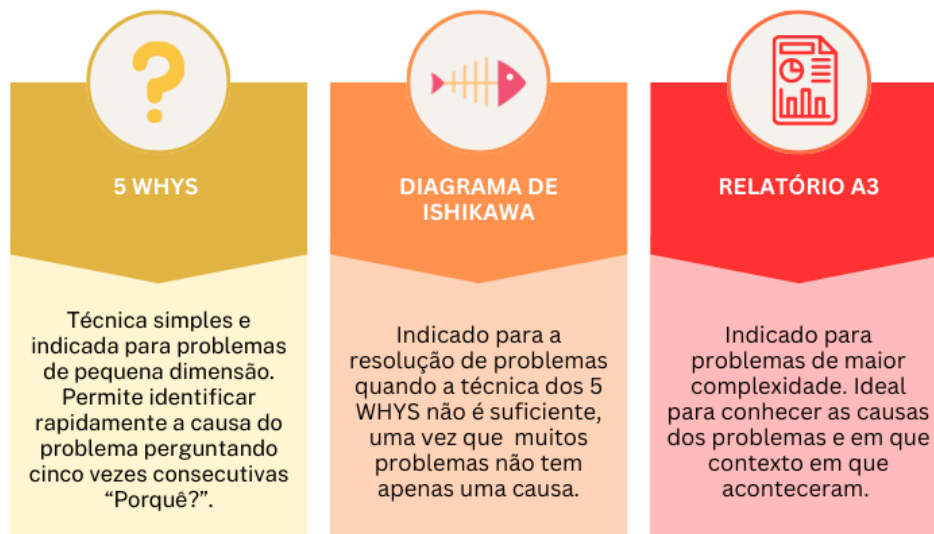 ?
5 WHYS
Técnica simples e
indicada para problemas
de pequena dimensão.
Permite identificar
rapidamente a causa do
problema perguntando
cinco vezes consecutivas
“Porquê?”.
DIAGRAMA DE
ISHIKAWA
Indicado para a
resolução de problemas
quando a técnica dos 5
WHYS não é suficiente,
uma vez que muitos
problemas não tem
apenas uma causa.
RELATÓRIO A3
Indicado para
problemas de maior
complexidade. Ideal
para conhecer as causas
dos problemas e em que
contexto em que
aconteceram.